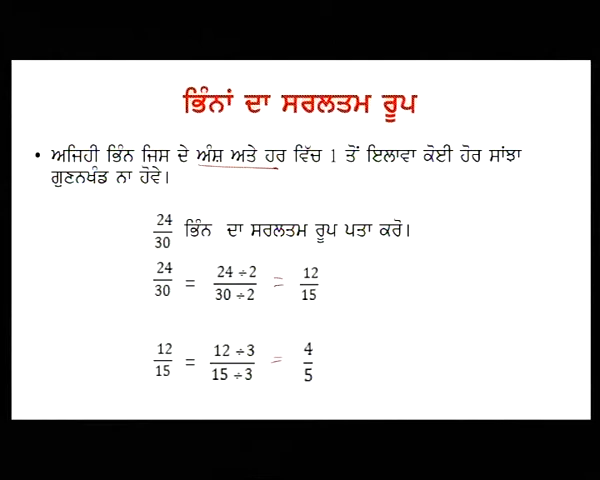 ਭਿੰਨਾਂ ਦਾ ਸਰਲਤਮ ਰੂਪ
• ਅਜਿਹੀ ਭਿੰਨ ਜਿਸ ਦੇ ਅੰਸ਼ ਅਤੇ ਹਰ ਵਿੱਚ 1 ਤੋਂ ਇਲਾਵਾ ਕੋਈ ਹੋਰ ਸਾਂਝਾ
ਗੁਣਨਖੰਡ ਨਾ ਹੋਵੇ।
24/30 ਭਿੰਨ ਦਾ ਸਰਲਤਮ ਰੂਪ ਪਤਾ ਕਰੋ।
24/30 = 24 ÷2/30 ÷2 = 12/15
12/15 = 12 ÷3/15 ÷3 = 4/5